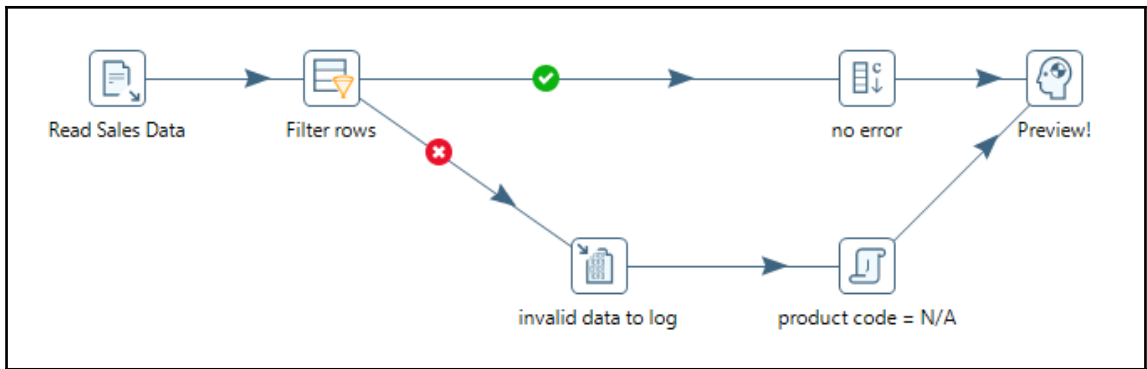 Read Sales Data
Filter rows
no error
Preview!
invalid data to log
product code = N/A